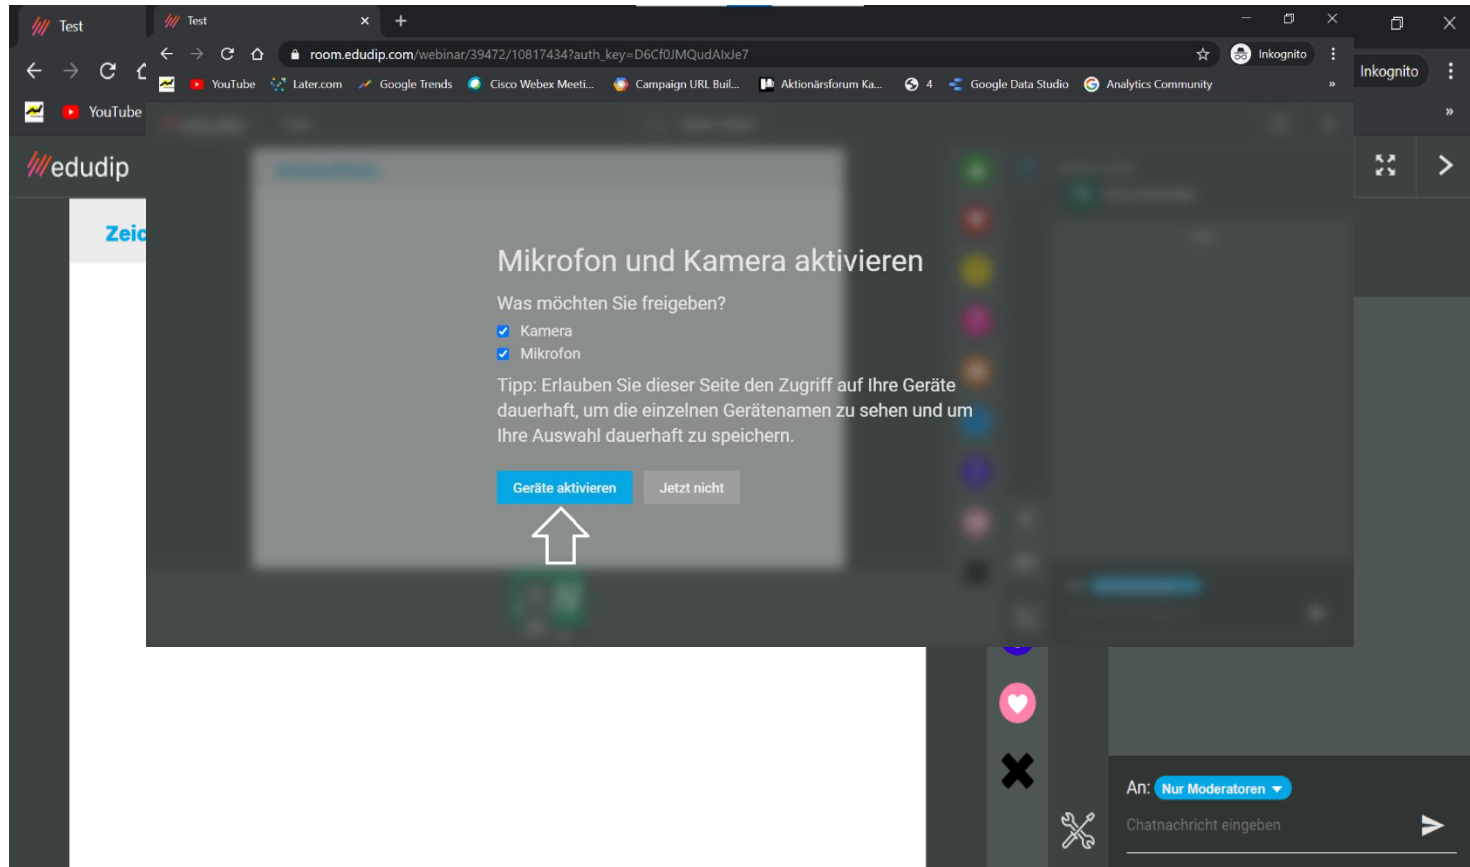 Test
Test
room.edudip.com/webinar/39472/10817434?auth_key=D6Cf0JMQudAIxJe7
Inkognito
Inkognito
YouTube
Later.com
Google Trends
Cisco Webex Meeti...
Campaign URL Buil...
Aktionärsforum Ka...
4
Google Data Studio
Analytics Community
»
YouTube
»
edudip
Zeic
Mikrofon und Kamera aktivieren
Was möchten Sie freigeben?
Kamera
Mikrofon
Tipp: Erlauben Sie dieser Seite den Zugriff auf Ihre Geräte
dauerhaft, um die einzelnen Gerätenamen zu sehen und um
Ihre Auswahl dauerhaft zu speichern.
Geräte aktivieren
Jetzt nicht
An: Nur Moderatoren
Chatnachricht eingeben